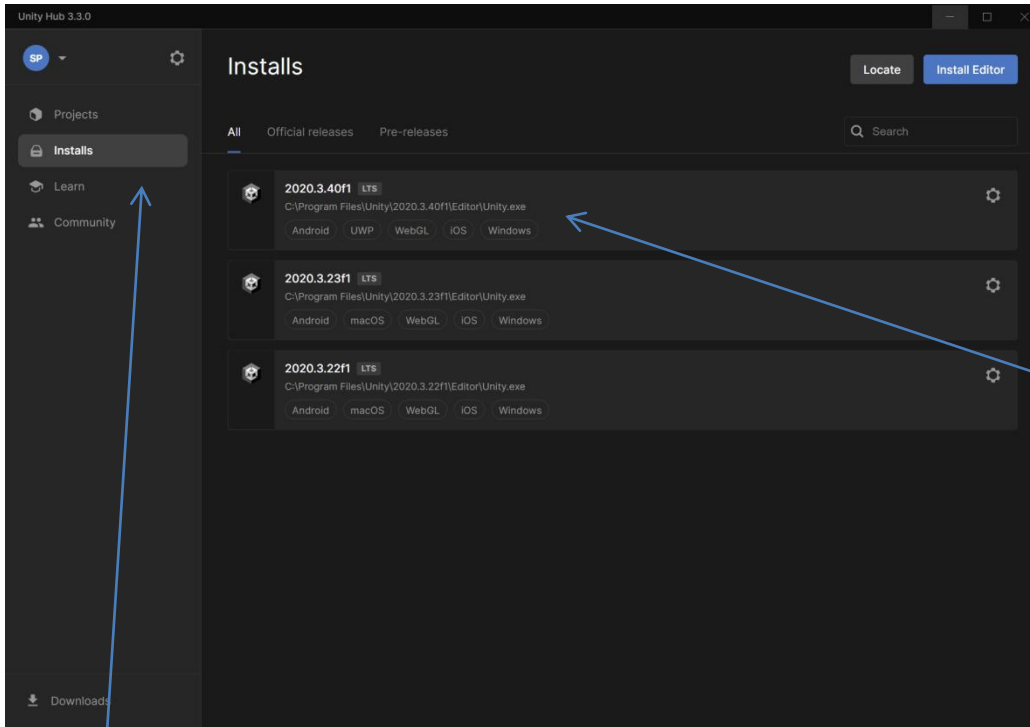 Unity Hub 3.3.0
SP
Projects
Installs
Learn
Community
Downloads
Installs
Locate
Install Editor
All Official releases Pre-releases
Search
2020.3.40f1 LTS
C:\Program Files\Unity\2020.3.40f1\Editor\Unity.exe
Android UWP WebGL iOS Windows
2020.3.23f1 LTS
C:\Program Files\Unity\2020.3.23f1\Editor\Unity.exe
Android macOS WebGL iOS Windows
2020.3.22f1 LTS
C:\Program Files\Unity\2020.3.22f1\Editor\Unity.exe
Android macOS WebGL iOS Windows